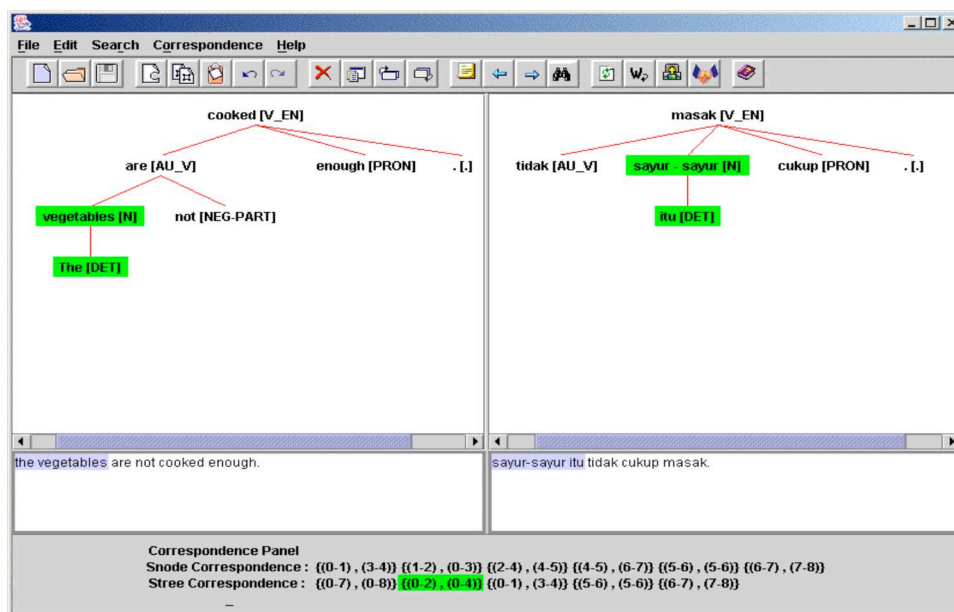 File Edit Search Correspondence Help
cooked [V_EN]
are [AU_V] enough [PRON] . [.]
vegetables [N] not [NEG-PART]
The [DET]
masak [V_EN]
tidak [AU_V] sayur - sayur [N] cukup [PRON] . [.]
itu [DET]
the vegetables are not cooked enough.
sayur-sayur itu tidak cukup masak.
Correspondence Panel
Snode Correspondence : {(0-1) , (3-4)} {(1-2) , (0-3)} {(2-4) , (4-5)} {(4-5) , (6-7)} {(5-6) , (5-6)} {(6-7) , (7-8)}
Stree Correspondence : {(0-7) , (0-8)} {(0-2) , (0-4)} {(0-1) , (3-4)} {(5-6) , (5-6)} {(6-7) , (7-8)}